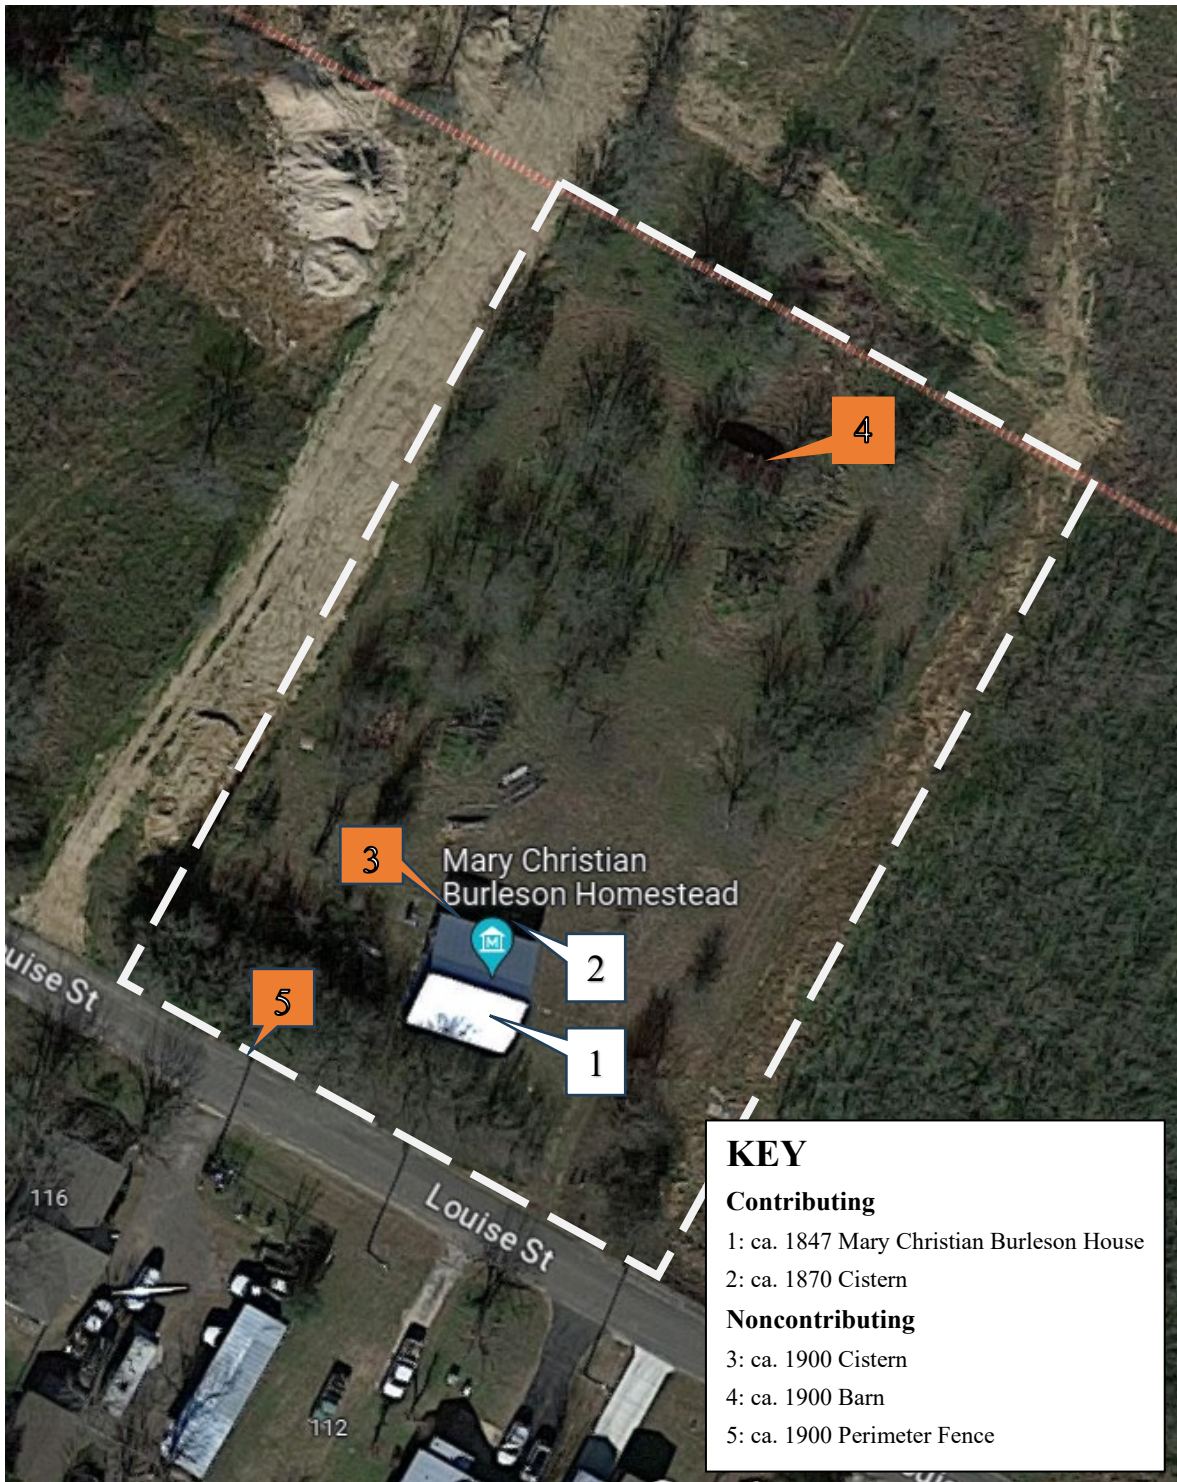 4
3
Mary Christian
Burleson Homestead
2
uise St
5
1
116
Louise St
112
KEY
Contributing
1: ca. 1847 Mary Christian Burleson House
2: ca. 1870 Cistern
Noncontributing
3: ca. 1900 Cistern
4: ca. 1900 Barn
5: ca. 1900 Perimeter Fence